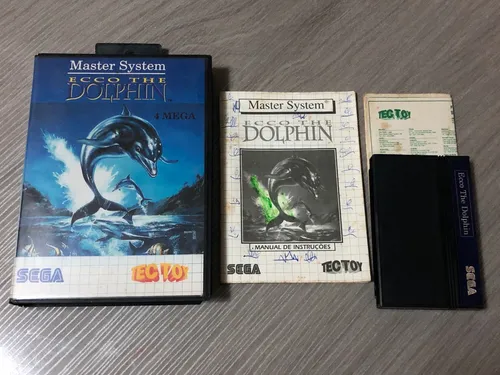 Master System
ECCO THE
DOLPHIN™
4 MEGA
SEGA
TEC TOY
Master System®
ECCO THE
DOLPHIN
MANUAL DE INSTRUÇÕES
SEGA
TEC TOY
TEC TOY
Ecco The Dolphin
SEGA